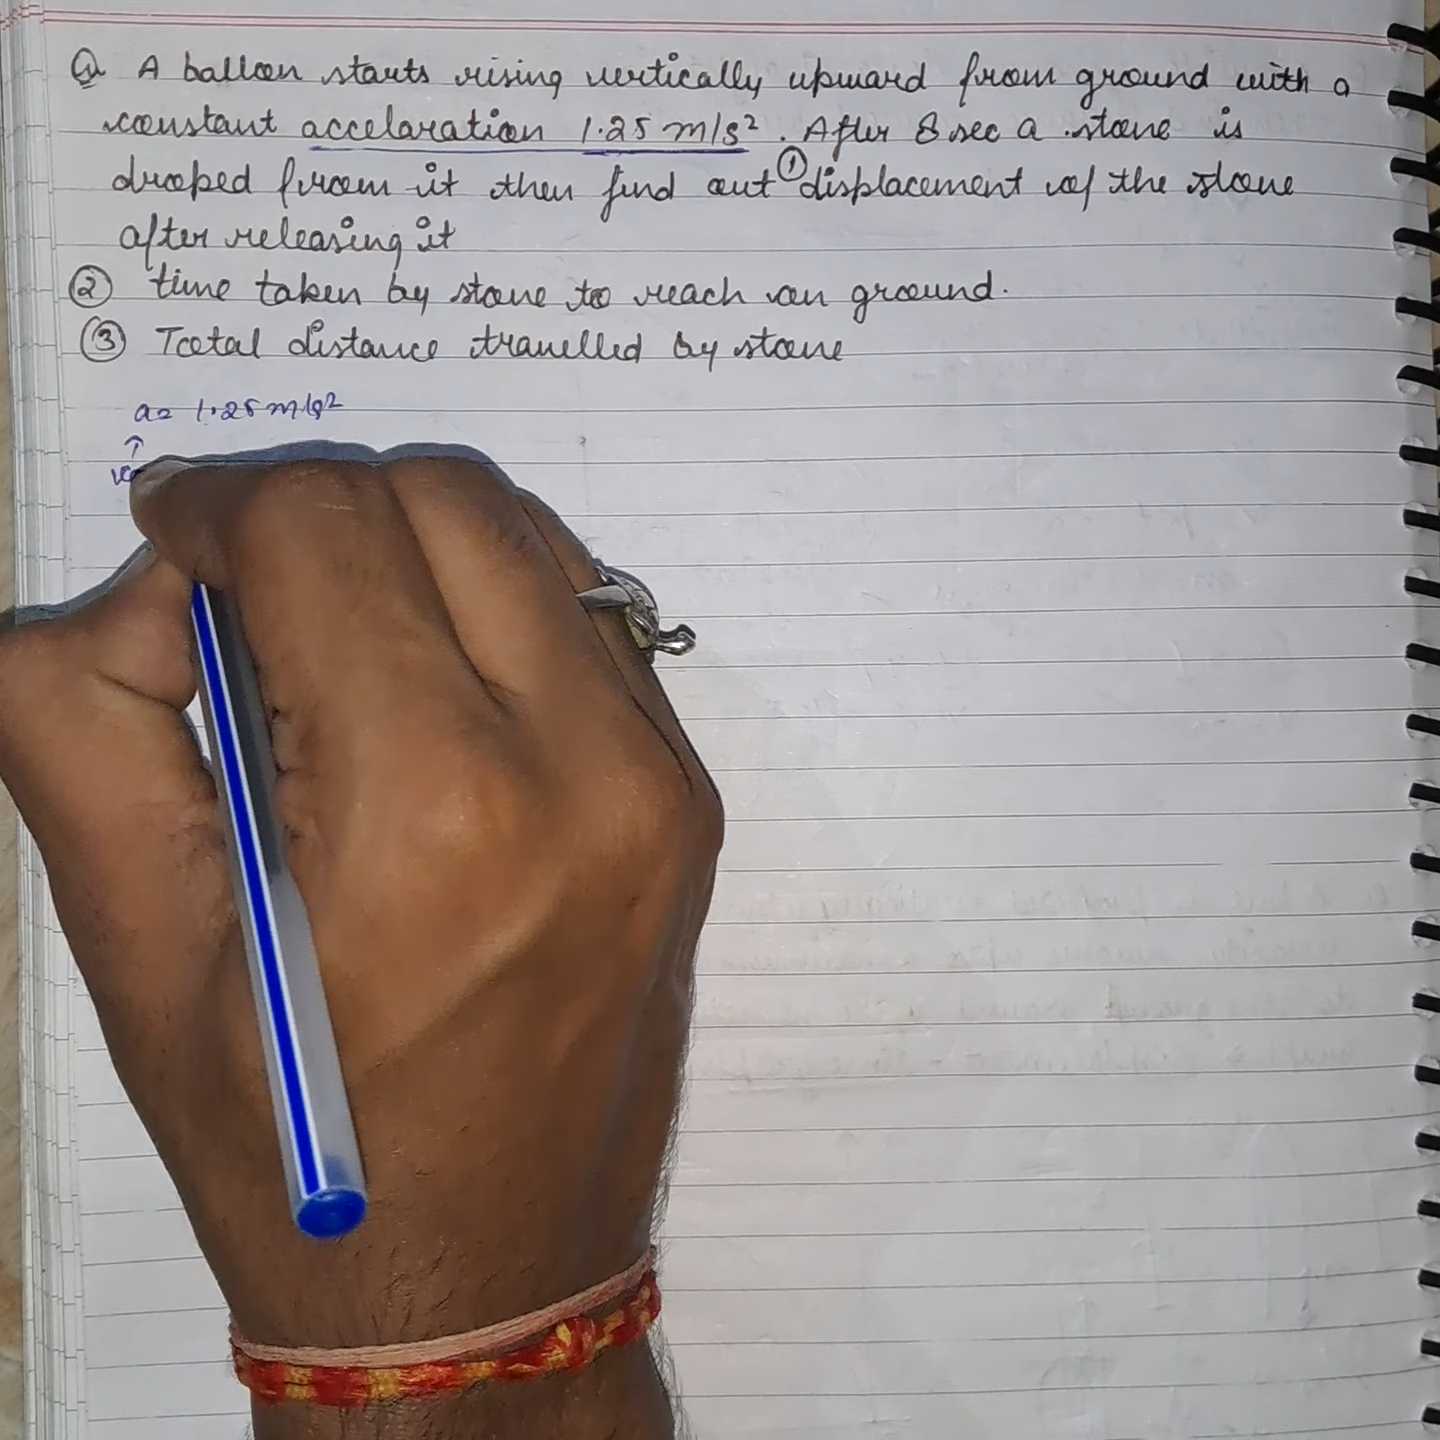 Q A balloon starts rising vertically upward from ground with a
constant accelaration 1.25 m/s². After 8 sec a stone is
droped from it then find out ① displacement of the stone
after releasing it
② time taken by stone to reach on ground.
③ Total distance travelled by stone
a= 1.25 m/s²
↑